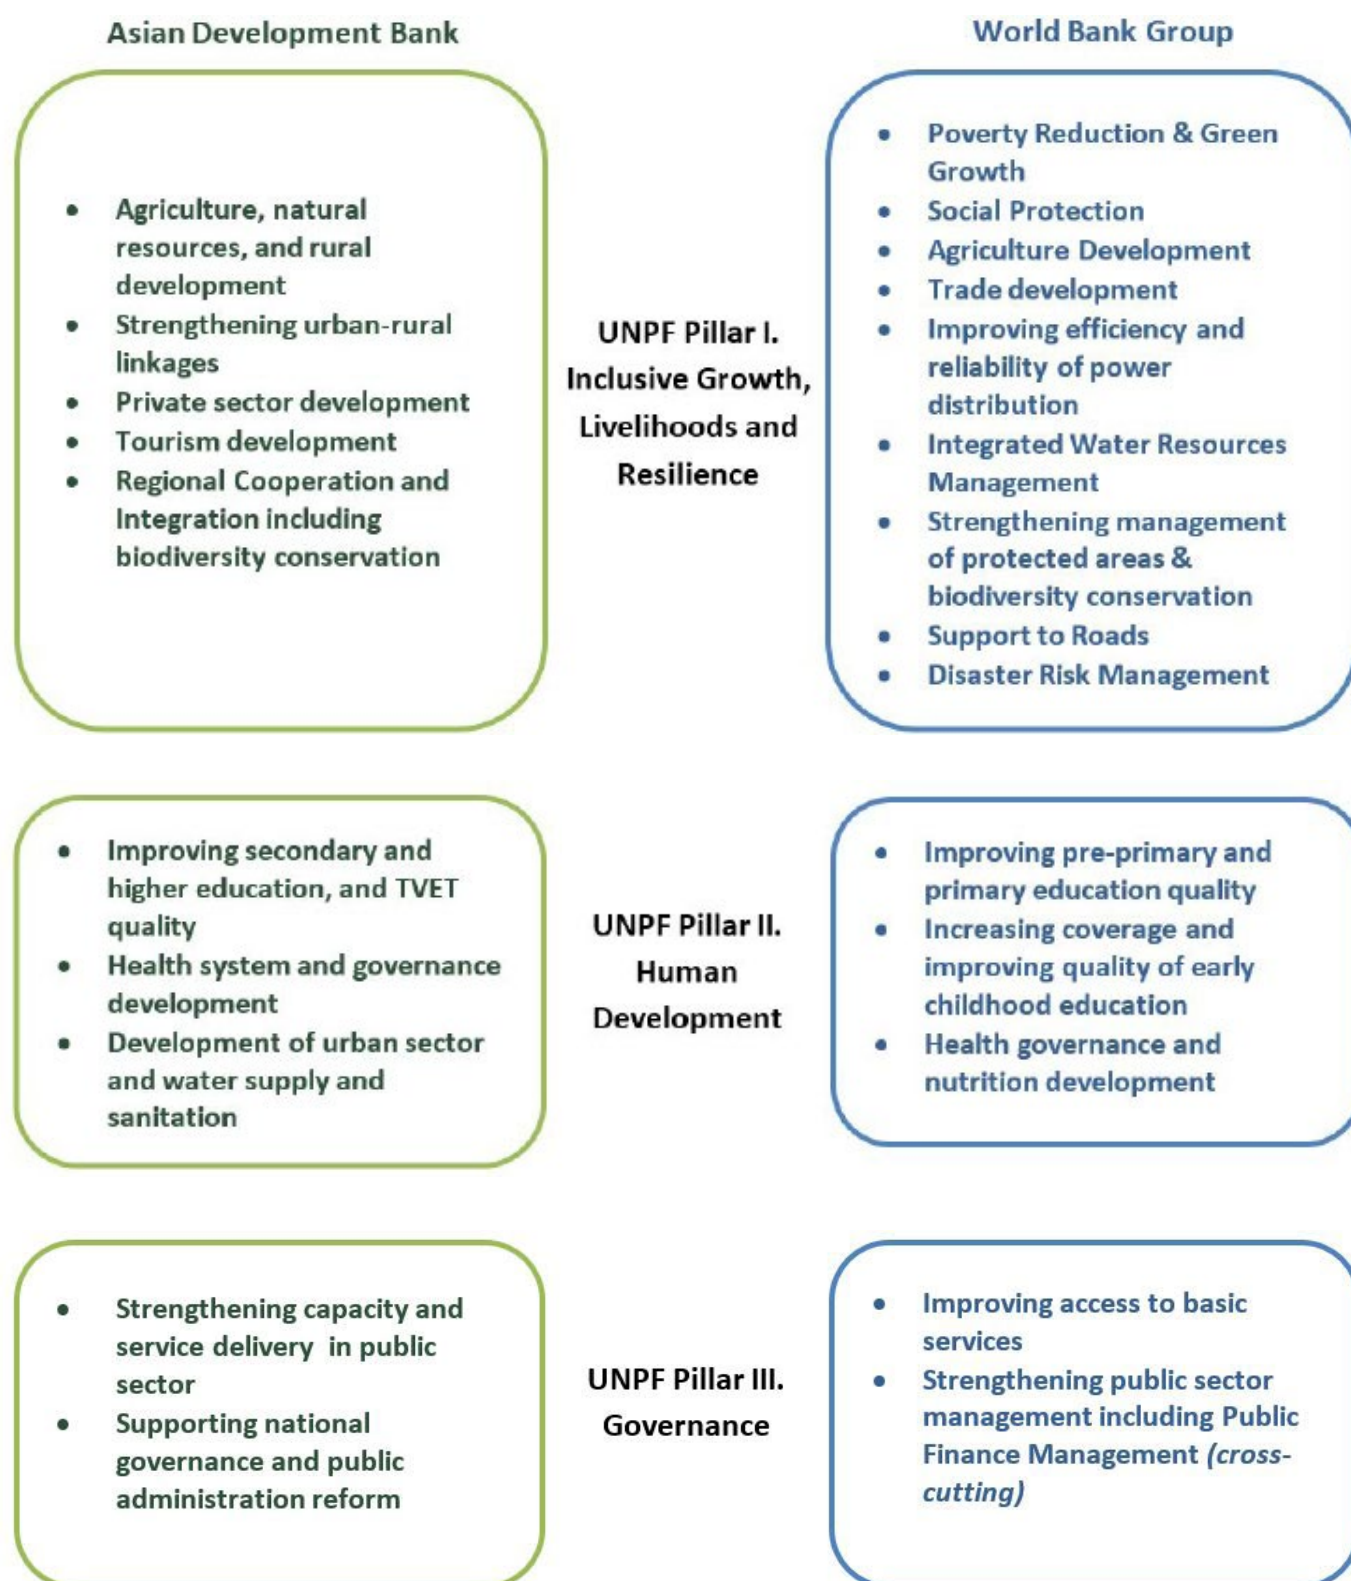 Asian Development Bank
World Bank Group
• Agriculture, natural
resources, and rural
development
• Strengthening urban-rural
linkages
• Private sector development
• Tourism development
• Regional Cooperation and
Integration including
biodiversity conservation
UNPF Pillar I.
Inclusive Growth,
Livelihoods and
Resilience
• Poverty Reduction & Green
Growth
• Social Protection
• Agriculture Development
• Trade development
• Improving efficiency and
reliability of power
distribution
• Integrated Water Resources
Management
• Strengthening management
of protected areas &
biodiversity conservation
• Support to Roads
• Disaster Risk Management
• Improving secondary and
higher education, and TVET
quality
• Health system and governance
development
• Development of urban sector
and water supply and
sanitation
UNPF Pillar II.
Human
Development
• Improving pre-primary and
primary education quality
• Increasing coverage and
improving quality of early
childhood education
• Health governance and
nutrition development
• Strengthening capacity and
service delivery in public
sector
• Supporting national
governance and public
administration reform
UNPF Pillar III.
Governance
• Improving access to basic
services
• Strengthening public sector
management including Public
Finance Management (cross-
cutting)